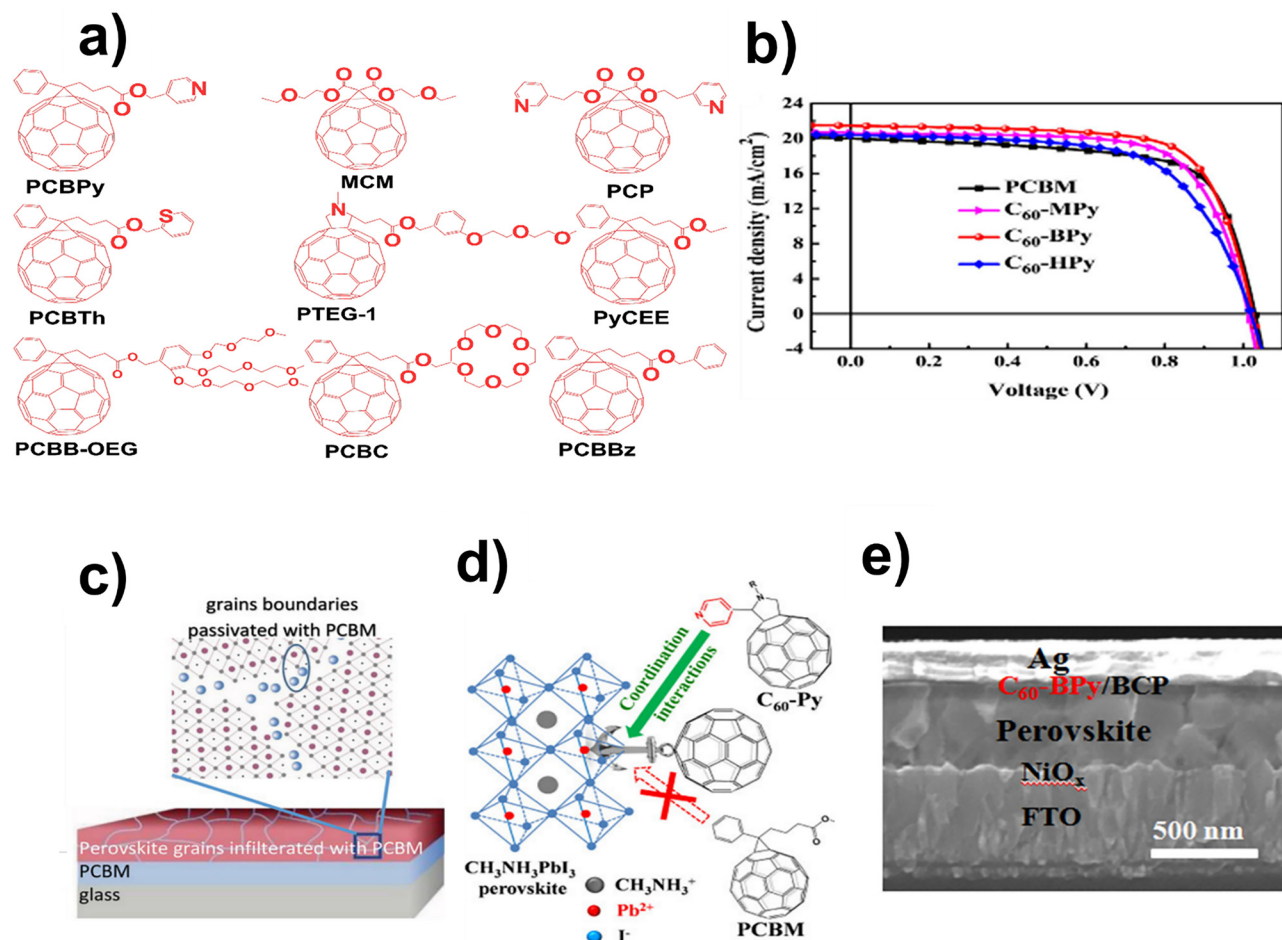 a)
N
O
O
PCBPy
O O
O O O O
MCM
O O
N O O N
PCP
S
O
O
PCBTh
N
O
O O O O
PTEG-1
O
O
PyCEE
O O O
O O O O
O O O O
PCBB-OEG
O O O
O O O
O O
PCBC
O
O
PCBBz
b)
Current density (mA/cm²)
24
20
16
12
8
4
0
-4
PCBM
C₆₀-MPy
C₆₀-BPy
C₆₀-HPy
0.0 0.2 0.4 0.6 0.8 1.0
Voltage (V)
c)
grains boundaries
passivated with PCBM
Perovskite grains infilterated with PCBM
PCBM
glass
d)
R
N
N
Coordination
interactions
C₆₀-Py
O
O
CH₃NH₃PbI₃
perovskite
CH₃NH₃⁺
Pb²⁺
I⁻
PCBM
e)
Ag
C₆₀-BPy/BCP
Perovskite
NiOₓ
FTO
500 nm